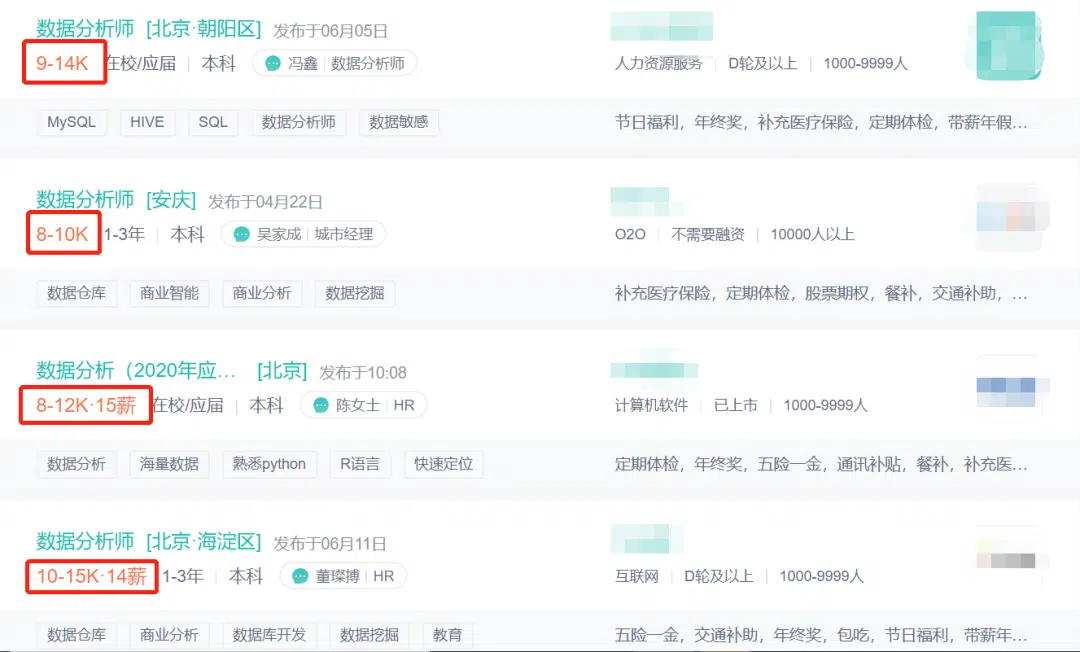 数据分析师 [北京·朝阳区] 发布于06月05日
9-14K 在校/应届 本科 冯鑫 数据分析师 人力资源服务 D轮及以上 1000-9999人
MySQL HIVE SQL 数据分析师 数据敏感 节日福利，年终奖，补充医疗保险，定期体检，带薪年假...
数据分析师 [安庆] 发布于04月22日
8-10K 1-3年 本科 吴家成 城市经理 O2O 不需要融资 10000人以上
数据仓库 商业智能 商业分析 数据挖掘 补充医疗保险，定期体检，股票期权，餐补，交通补助，...
数据分析（2020年应... [北京] 发布于10:08
8-12K·15薪 在校/应届 本科 陈女士 HR 计算机软件 已上市 1000-9999人
数据分析 海量数据 熟悉python R语言 快速定位 定期体检，年终奖，五险一金，通讯补贴，餐补，补充医...
数据分析师 [北京·海淀区] 发布于06月11日
10-15K·14薪 1-3年 本科 董璨搏 HR 互联网 D轮及以上 1000-9999人
数据仓库 商业分析 数据库开发 数据挖掘 教育 五险一金，交通补助，年终奖，包吃，节日福利，带薪年...